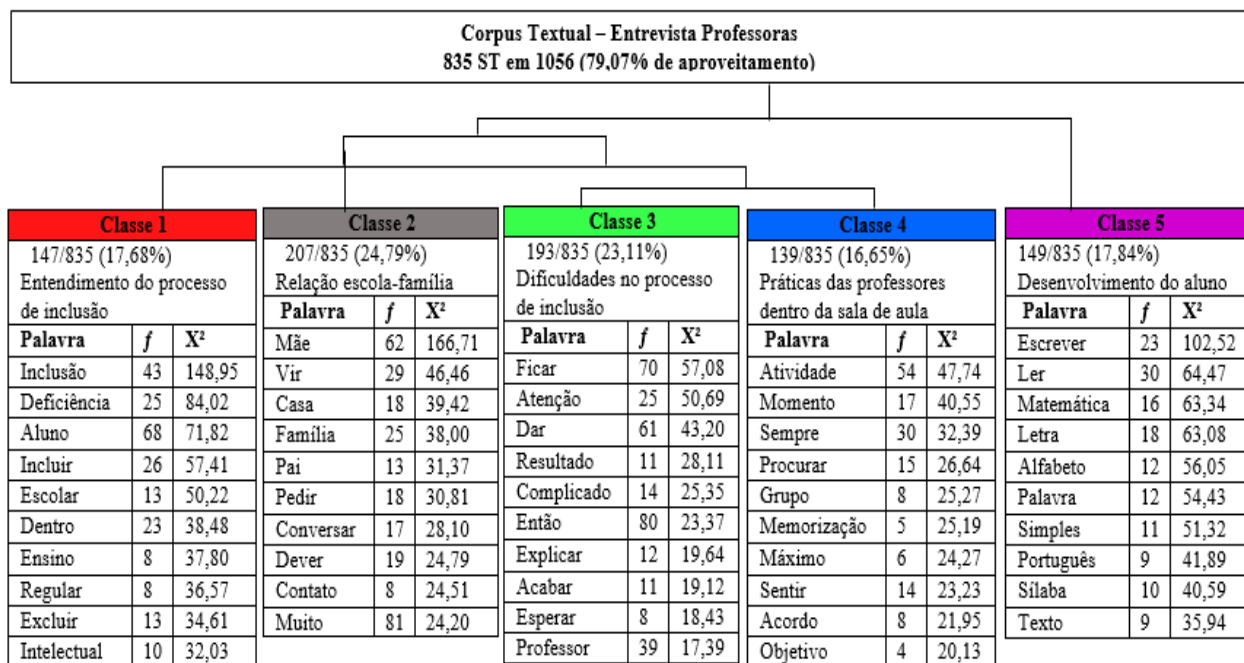 Corpus Textual – Entrevista Professoras
835 ST em 1056 (79,07% de aproveitamento)
Classe 1
147/835 (17,68%)
Entendimento do processo
de inclusão
Palavra f X²
Inclusão 43 148,95
Deficiência 25 84,02
Aluno 68 71,82
Incluir 26 57,41
Escolar 13 50,22
Dentro 23 38,48
Ensino 8 37,80
Regular 8 36,57
Excluir 13 34,61
Intelectual 10 32,03
Classe 2
207/835 (24,79%)
Relação escola-família
Palavra f X²
Mãe 62 166,71
Vir 29 46,46
Casa 18 39,42
Família 25 38,00
Pai 13 31,37
Pedir 18 30,81
Conversar 17 28,10
Dever 19 24,79
Contato 8 24,51
Muito 81 24,20
Classe 3
193/835 (23,11%)
Dificuldades no processo
de inclusão
Palavra f X²
Ficar 70 57,08
Atenção 25 50,69
Dar 61 43,20
Resultado 11 28,11
Complicado 14 25,35
Então 80 23,37
Explicar 12 19,64
Acabar 11 19,12
Esperar 8 18,43
Professor 39 17,39
Classe 4
139/835 (16,65%)
Práticas das professores
dentro da sala de aula
Palavra f X²
Atividade 54 47,74
Momento 17 40,55
Sempre 30 32,39
Procurar 15 26,64
Grupo 8 25,27
Memorização 5 25,19
Máximo 6 24,27
Sentir 14 23,23
Acordo 8 21,95
Objetivo 4 20,13
Classe 5
149/835 (17,84%)
Desenvolvimento do aluno
Palavra f X²
Escrever 23 102,52
Ler 30 64,47
Matemática 16 63,34
Letra 18 63,08
Alfabeto 12 56,05
Palavra 12 54,43
Simples 11 51,32
Português 9 41,89
Sílaba 10 40,59
Texto 9 35,94